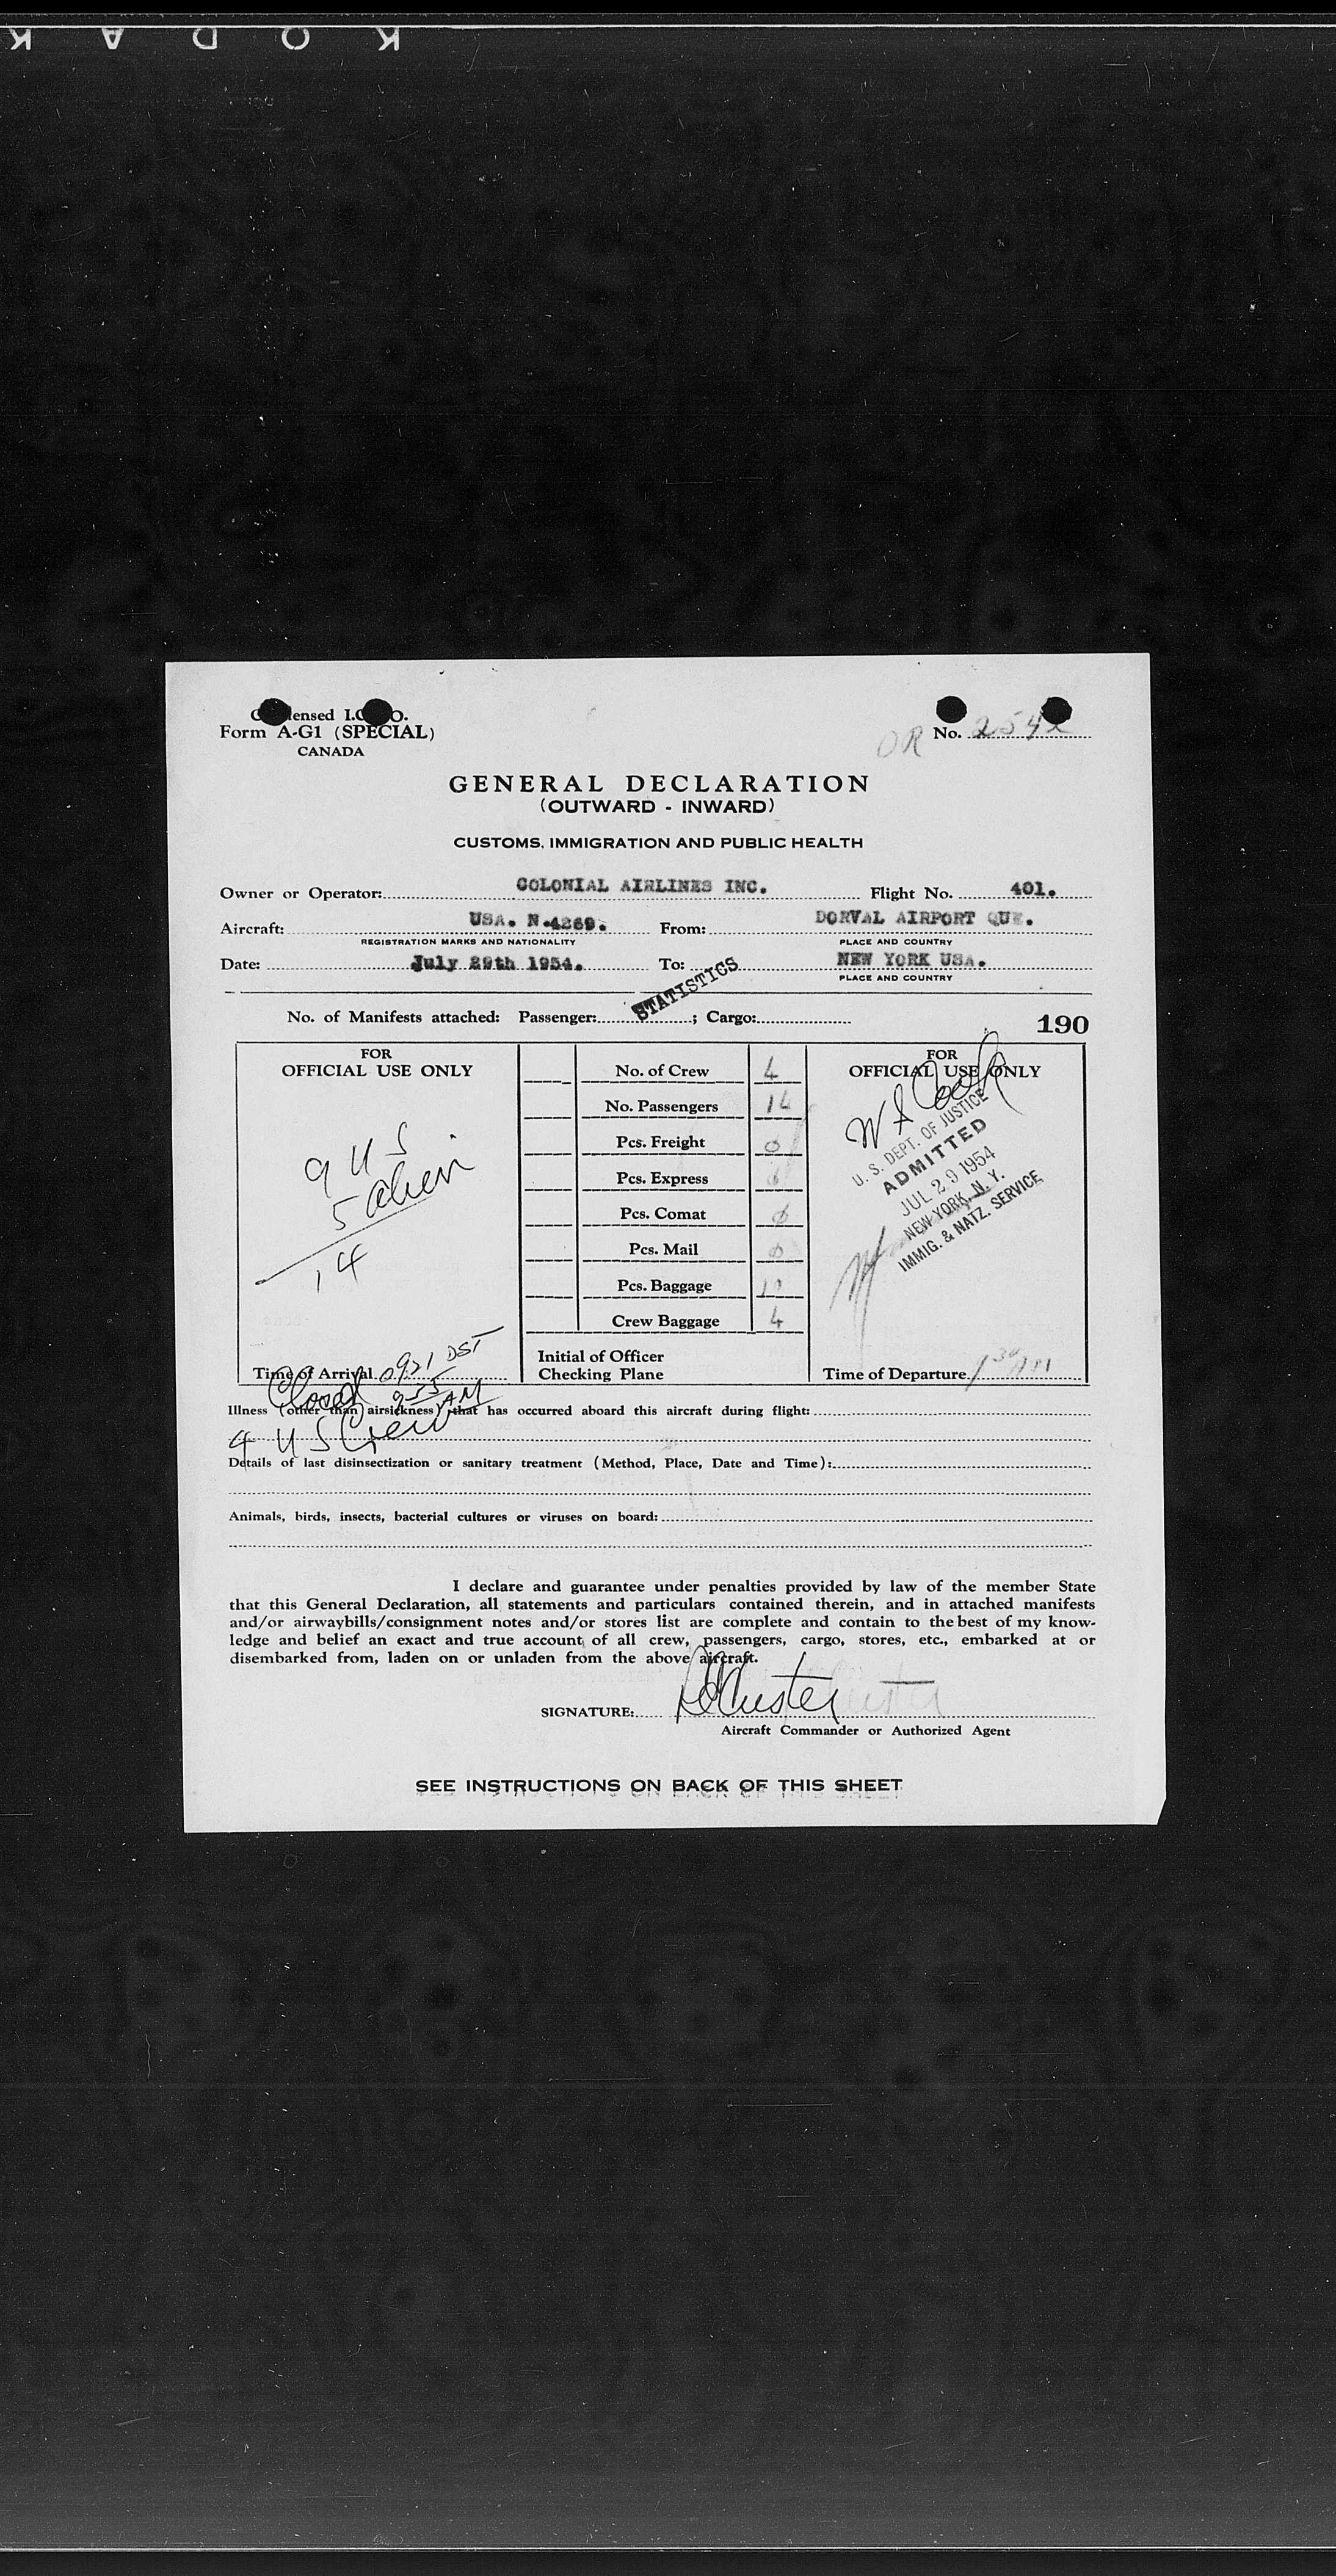 KODAK
Form A-G1 (SPECIAL)
CANADA
OR No. 2542
GENERAL DECLARATION
(OUTWARD - INWARD)
CUSTOMS, IMMIGRATION AND PUBLIC HEALTH
Owner or Operator: COLONIAL AIRLINES INC. Flight No. 401.
Aircraft: USA. N.4269. From: DORVAL AIRPORT QUE.
REGISTRATION MARKS AND NATIONALITY PLACE AND COUNTRY
Date: July 29th 1954. To: NEW YORK USA.
PLACE AND COUNTRY
STATISTICS
No. of Manifests attached: Passenger: ; Cargo:
190
FOR
OFFICIAL USE ONLY
9 US
5 alien
14
Time of Arrival 0921 DST
Closed 935 AM
4 US Crew
No. of Crew 4
No. Passengers 14
Pcs. Freight 0
Pcs. Express 0
Pcs. Comat 0
Pcs. Mail 0
Pcs. Baggage
Crew Baggage 4
Initial of Officer
Checking Plane
FOR
OFFICIAL USE ONLY
W S Cook
U. S. DEPT. OF JUSTICE
ADMITTED
JUL 29 1954
NEW YORK, N. Y.
IMMIG. & NATZ. SERVICE
Time of Departure
Illness (other than airsickness) that has occurred aboard this aircraft during flight:
Details of last disinsectization or sanitary treatment (Method, Place, Date and Time):
Animals, birds, insects, bacterial cultures or viruses on board:
I declare and guarantee under penalties provided by law of the member State
that this General Declaration, all statements and particulars contained therein, and in attached manifests
and/or airwaybills/consignment notes and/or stores list are complete and contain to the best of my know-
ledge and belief an exact and true account of all crew, passengers, cargo, stores, etc., embarked at or
disembarked from, laden on or unladen from the above aircraft.
SIGNATURE:
Aircraft Commander or Authorized Agent
SEE INSTRUCTIONS ON BACK OF THIS SHEET